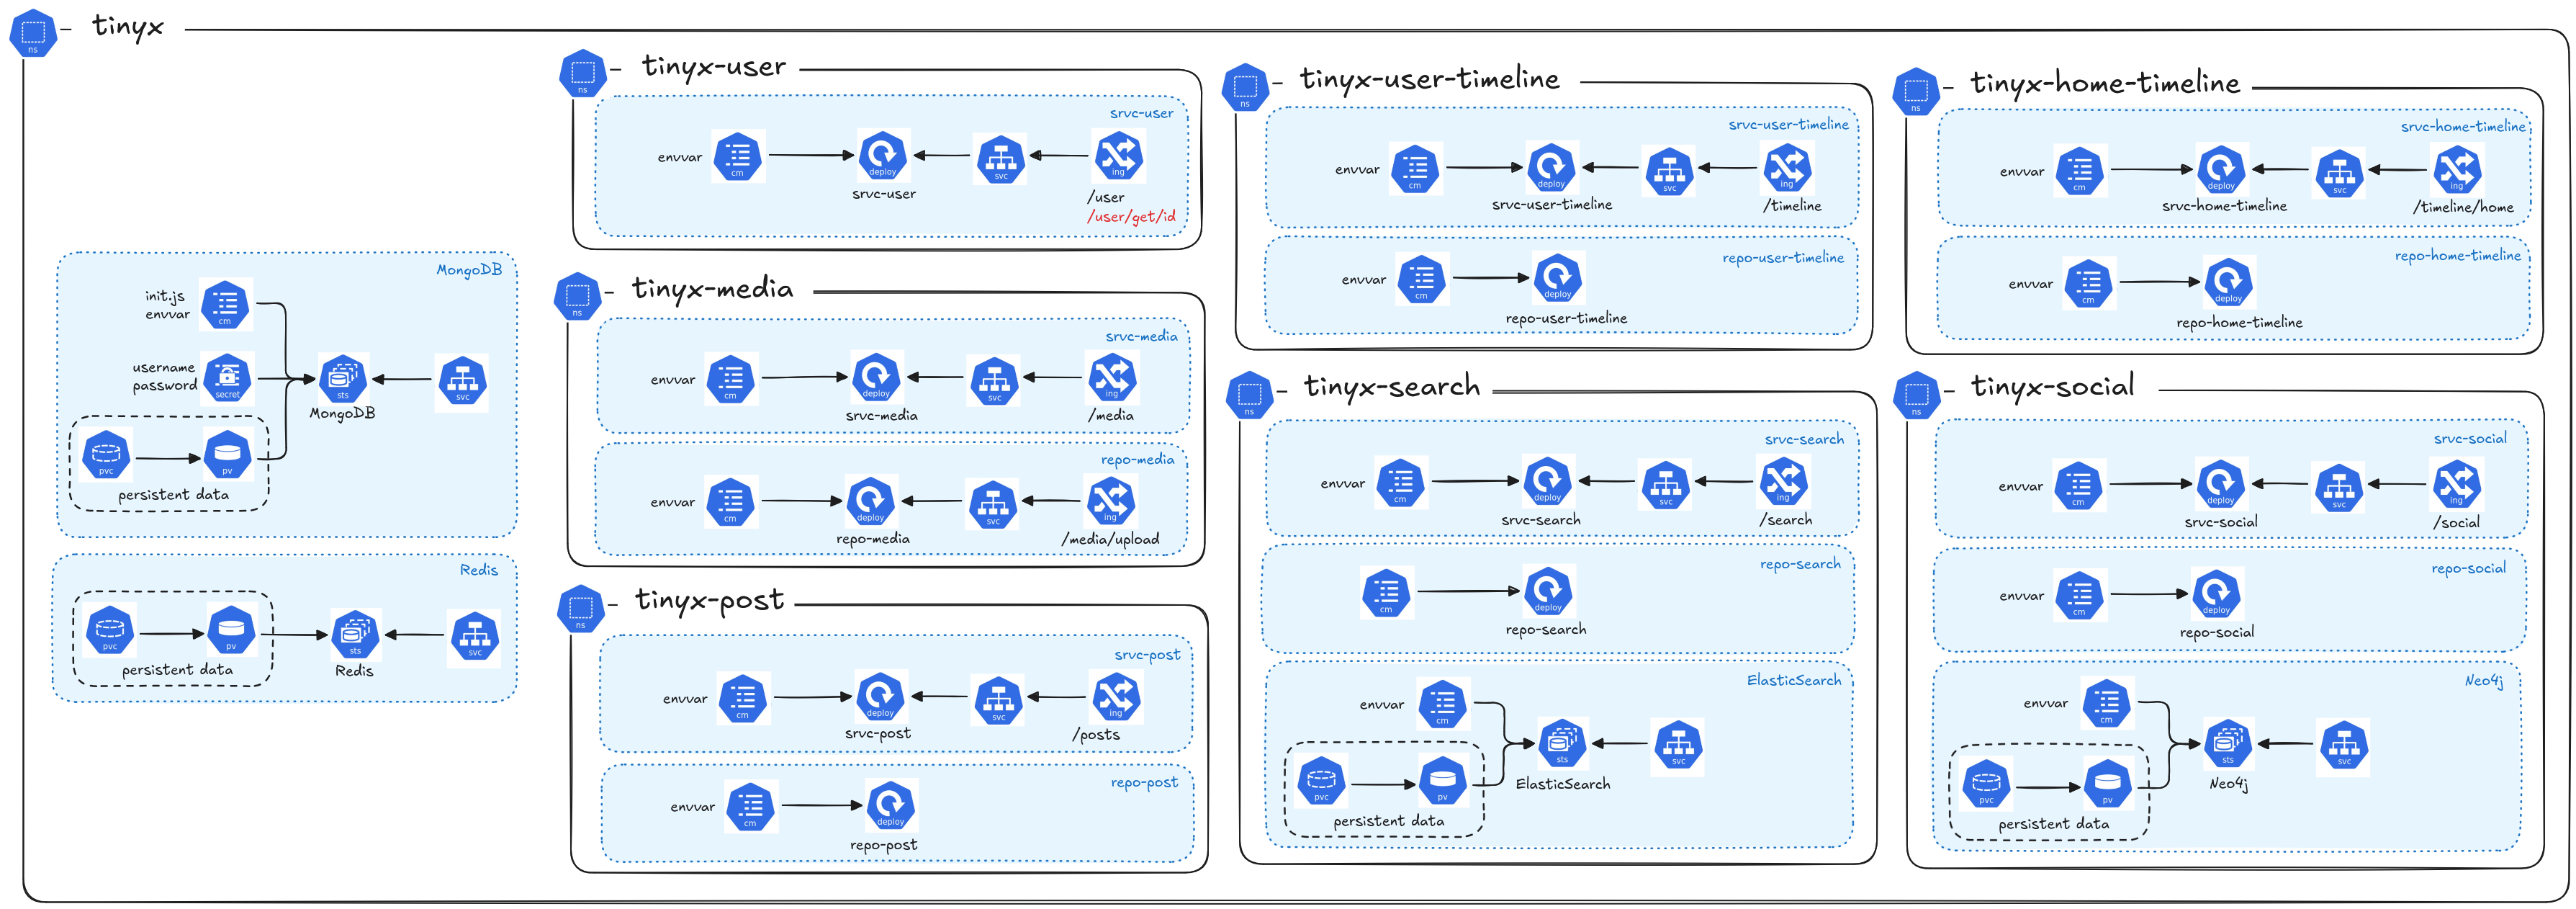 ns
tinyx
MongoDB
init.js
envvar
cm
username
password
secret
sts
MongoDB
svc
pvc
pv
persistent data
Redis
pvc
pv
persistent data
sts
Redis
svc
ns
tinyx-user
srvc-user
envvar
cm
deploy
srvc-user
svc
ing
/user
/user/get/id
ns
tinyx-media
srvc-media
envvar
cm
deploy
srvc-media
svc
ing
/media
repo-media
envvar
cm
deploy
repo-media
svc
ing
/media/upload
ns
tinyx-post
srvc-post
envvar
cm
deploy
srvc-post
svc
ing
/posts
repo-post
envvar
cm
deploy
repo-post
ns
tinyx-user-timeline
srvc-user-timeline
envvar
cm
deploy
srvc-user-timeline
svc
ing
/timeline
repo-user-timeline
envvar
cm
deploy
repo-user-timeline
ns
tinyx-search
srvc-search
envvar
cm
deploy
srvc-search
svc
ing
/search
repo-search
cm
deploy
repo-search
ElasticSearch
envvar
cm
pvc
pv
persistent data
sts
ElasticSearch
svc
ns
tinyx-home-timeline
srvc-home-timeline
envvar
cm
deploy
srvc-home-timeline
svc
ing
/timeline/home
repo-home-timeline
envvar
cm
deploy
repo-home-timeline
ns
tinyx-social
srvc-social
envvar
cm
deploy
srvc-social
svc
ing
/social
repo-social
envvar
cm
deploy
repo-social
Neo4j
envvar
cm
pvc
pv
persistent data
sts
Neo4j
svc